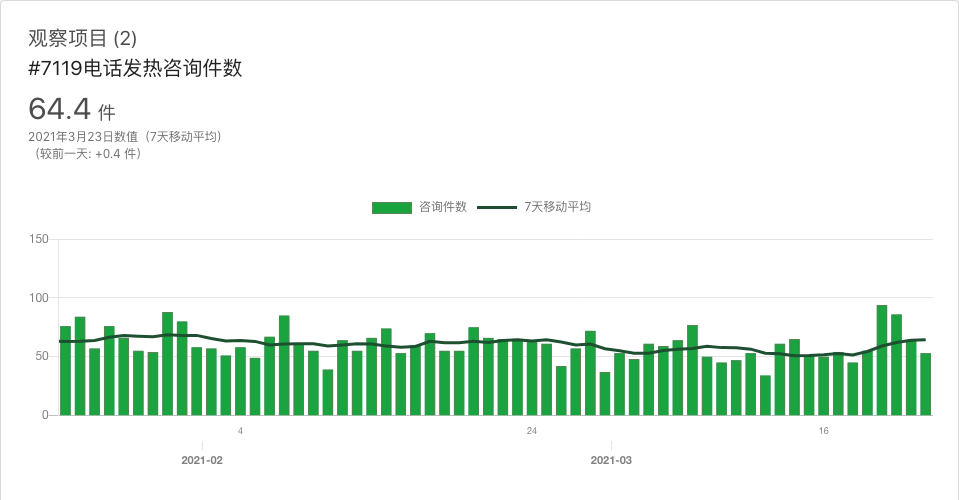 观察项目 (2)
#7119电话发热咨询件数
64.4 件
2021年3月23日数值（7天移动平均）
（较前一天: +0.4 件）
咨询件数 7天移动平均
150
100
50
0
4 24 16
2021-02 2021-03